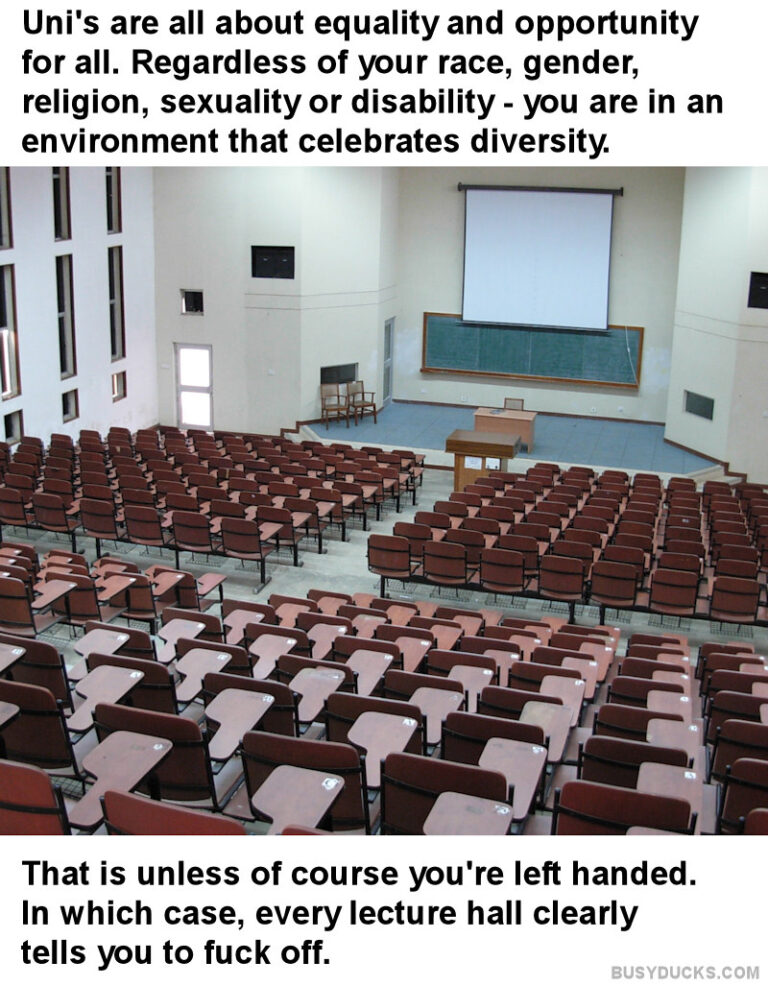 Uni's are all about equality and opportunity
for all. Regardless of your race, gender,
religion, sexuality or disability - you are in an
environment that celebrates diversity.
That is unless of course you're left handed.
In which case, every lecture hall clearly
tells you to fuck off.
BUSYDUCKS.COM